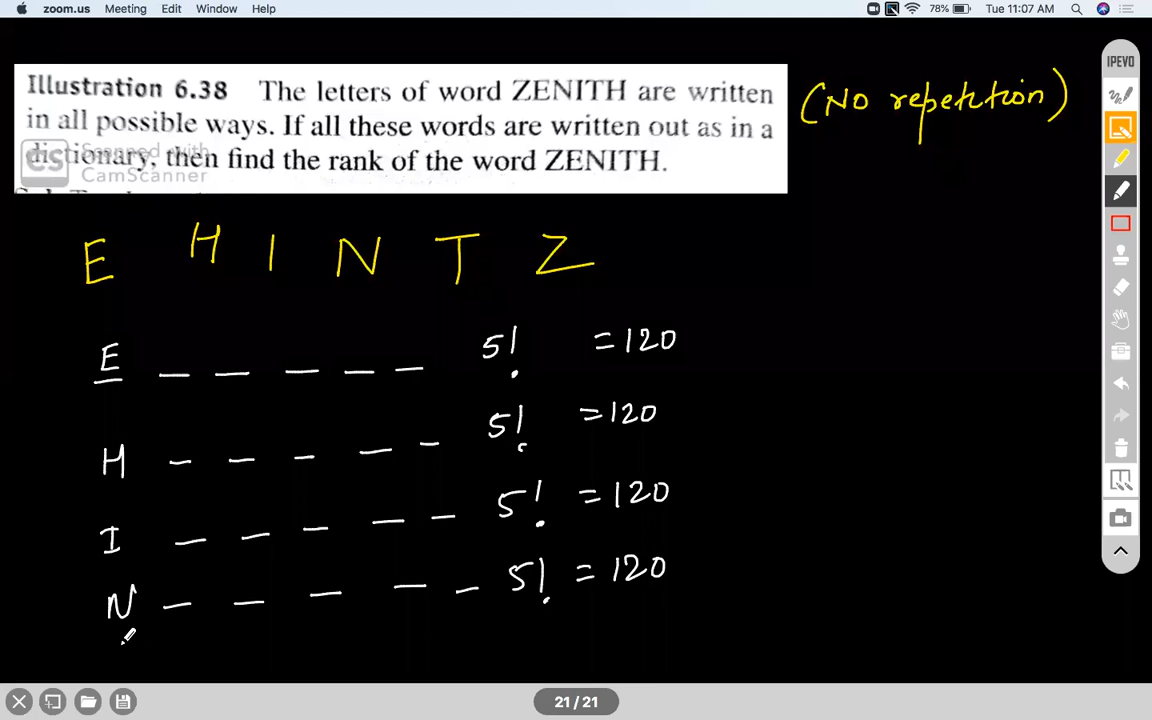 zoom.us Meeting Edit Window Help 78% Tue 11:07 AM
IPEVO
Illustration 6.38 The letters of word ZENITH are written
in all possible ways. If all these words are written out as in a
dictionary, then find the rank of the word ZENITH.
CS Scanned with
CamScanner
(No repetition)
E H I N T Z
E _ _ _ _ _ 5! = 120
H _ _ _ _ _ 5! = 120
I _ _ _ _ _ 5! = 120
N _ _ _ _ _ 5! = 120
21 / 21